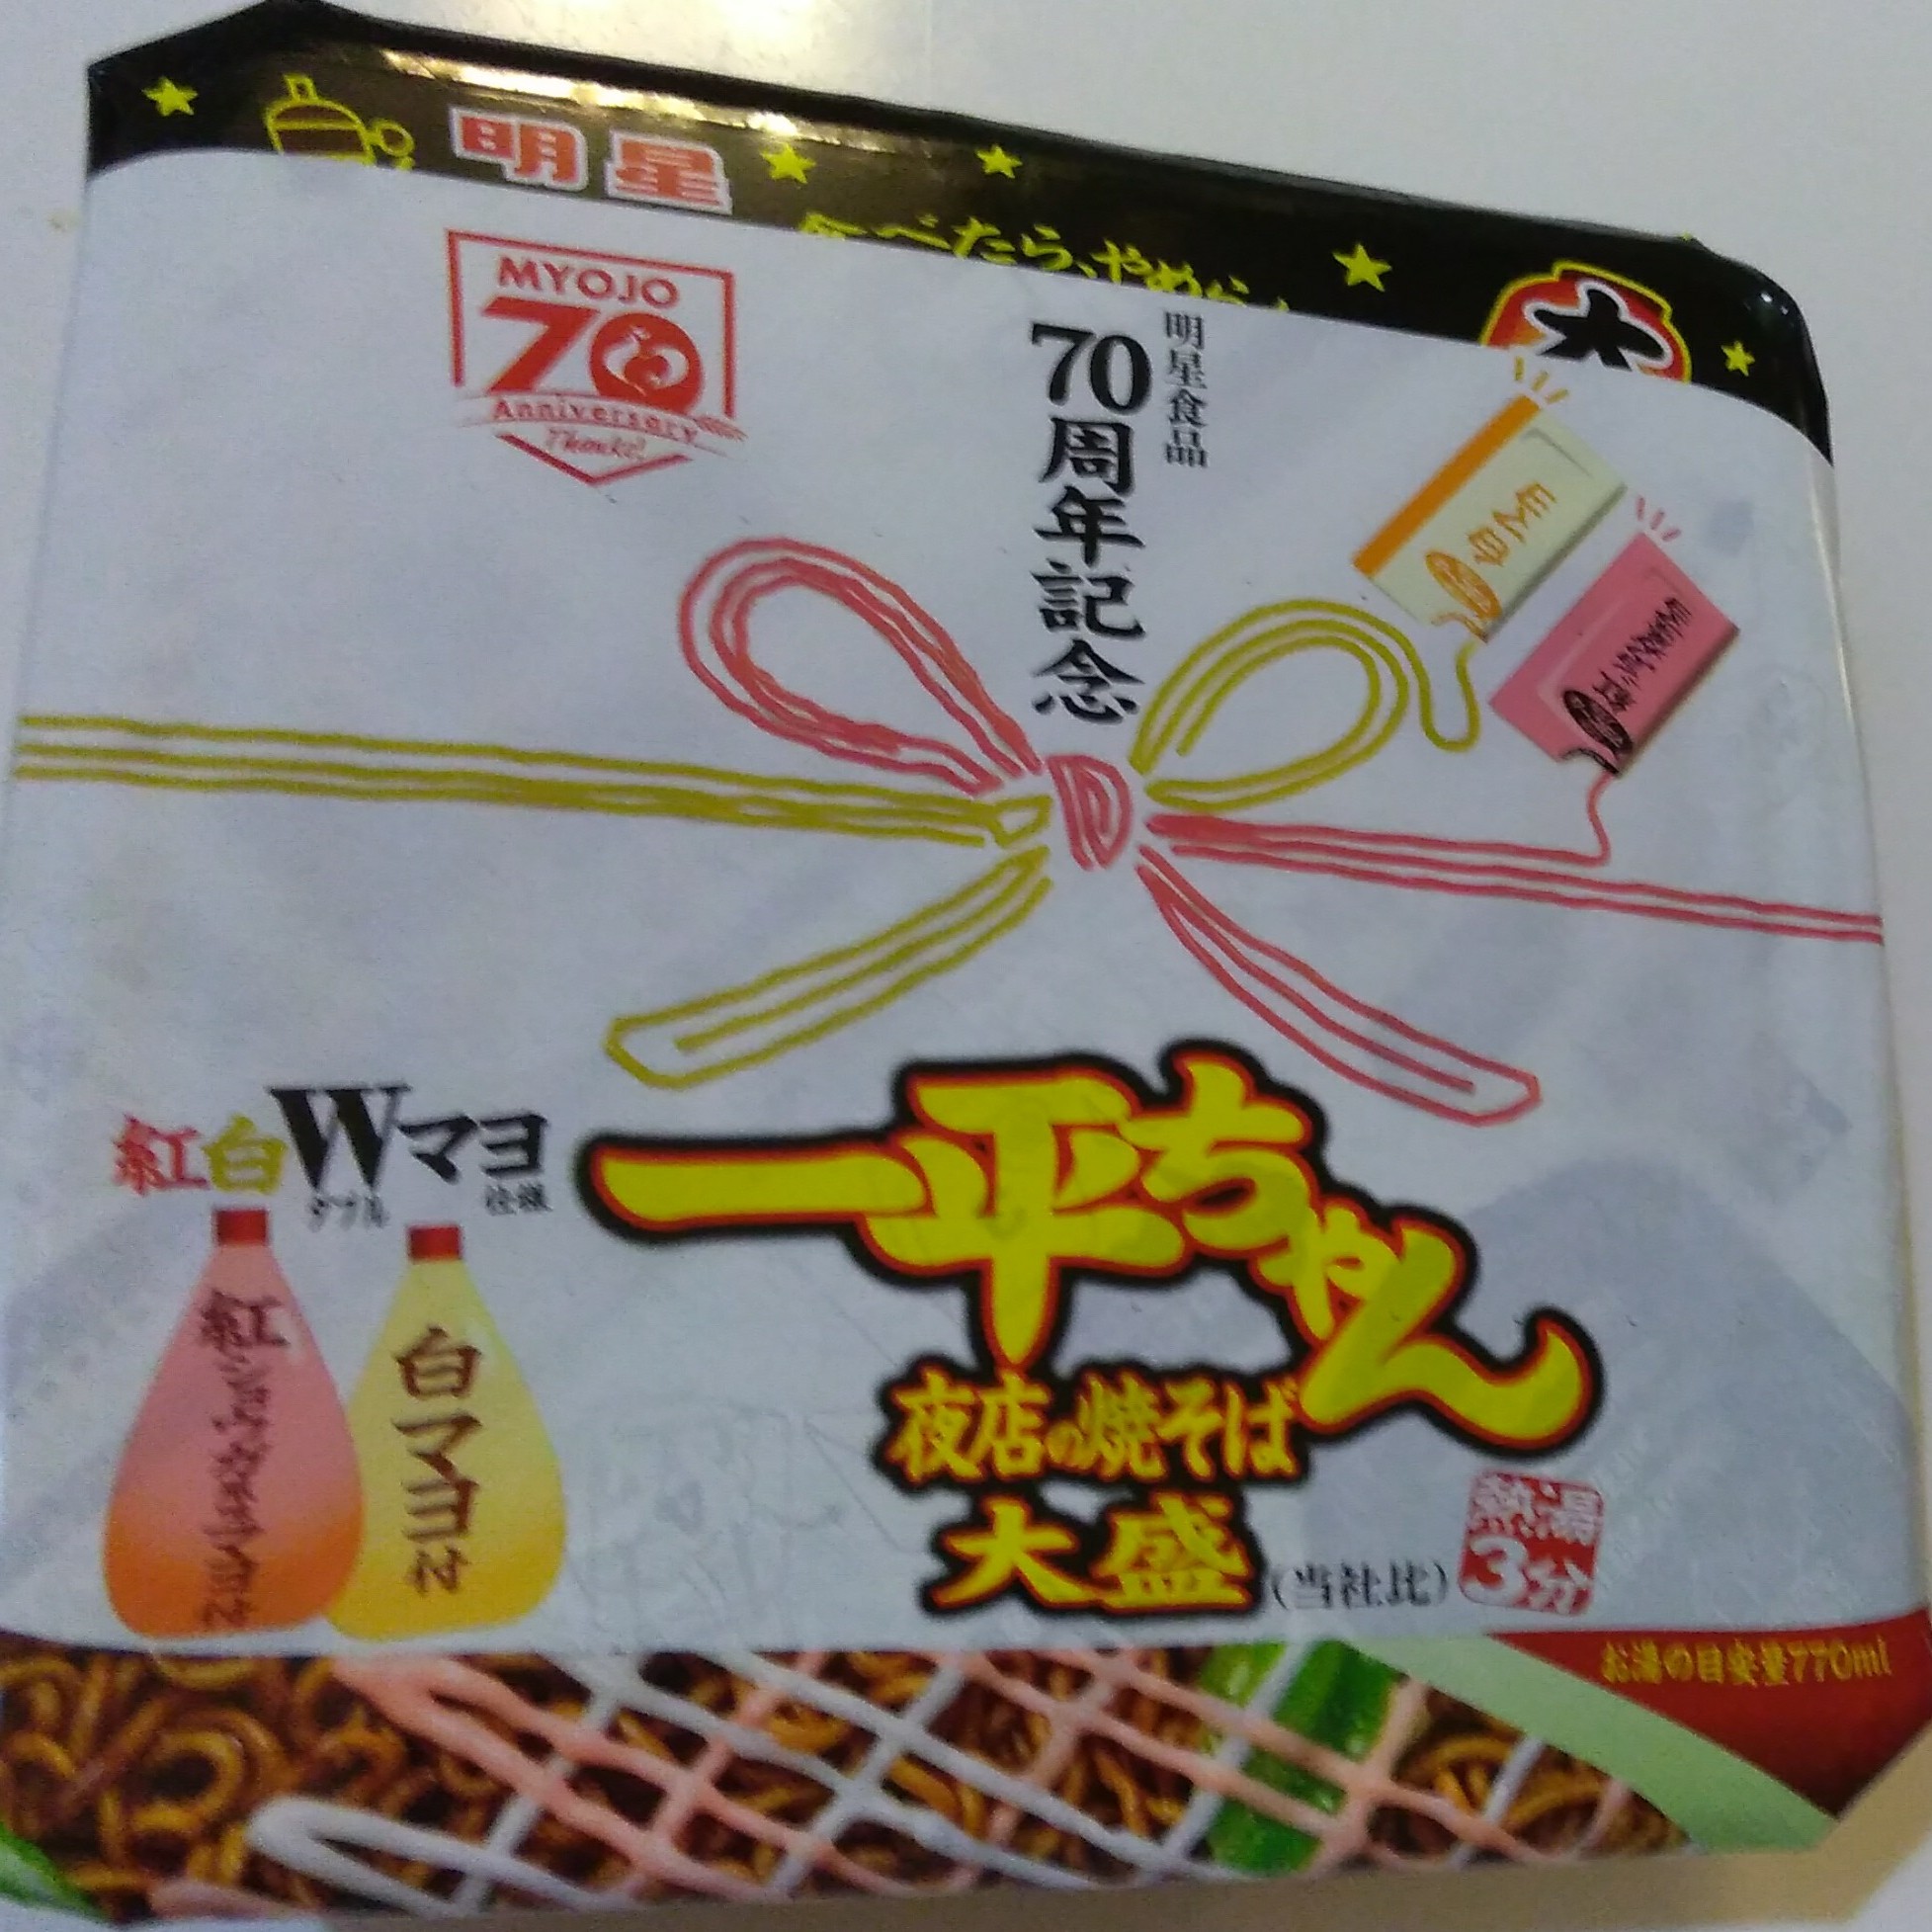 明星
食べたら、やめら
大
MYOJO
70
Anniversary
Thanks!
明星食品
70周年記念
紅白Wマヨ
ダブル
仕様
紅
白マヨ付
一平ちゃん
夜店の焼そば
大盛
(当社比)
熱湯
3分
お湯の目安量770ml